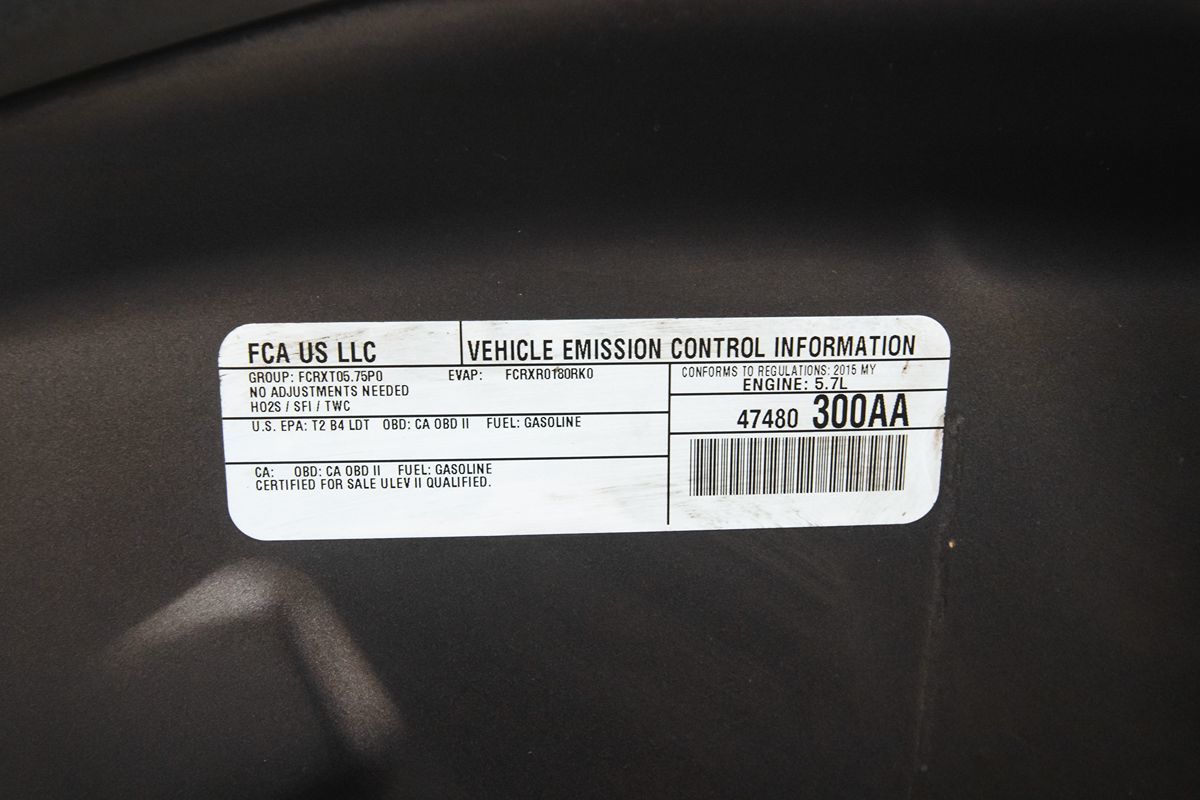 FCA US LLC
VEHICLE EMISSION CONTROL INFORMATION
GROUP: FCRXT05.75P0 EVAP: FCRXR0180RK0
NO ADJUSTMENTS NEEDED
HO2S / SFI / TWC
U.S. EPA: T2 B4 LDT OBD: CA OBD II FUEL: GASOLINE
CA: OBD: CA OBD II FUEL: GASOLINE
CERTIFIED FOR SALE ULEV II QUALIFIED.
CONFORMS TO REGULATIONS: 2015 MY
ENGINE: 5.7L
47480 300AA